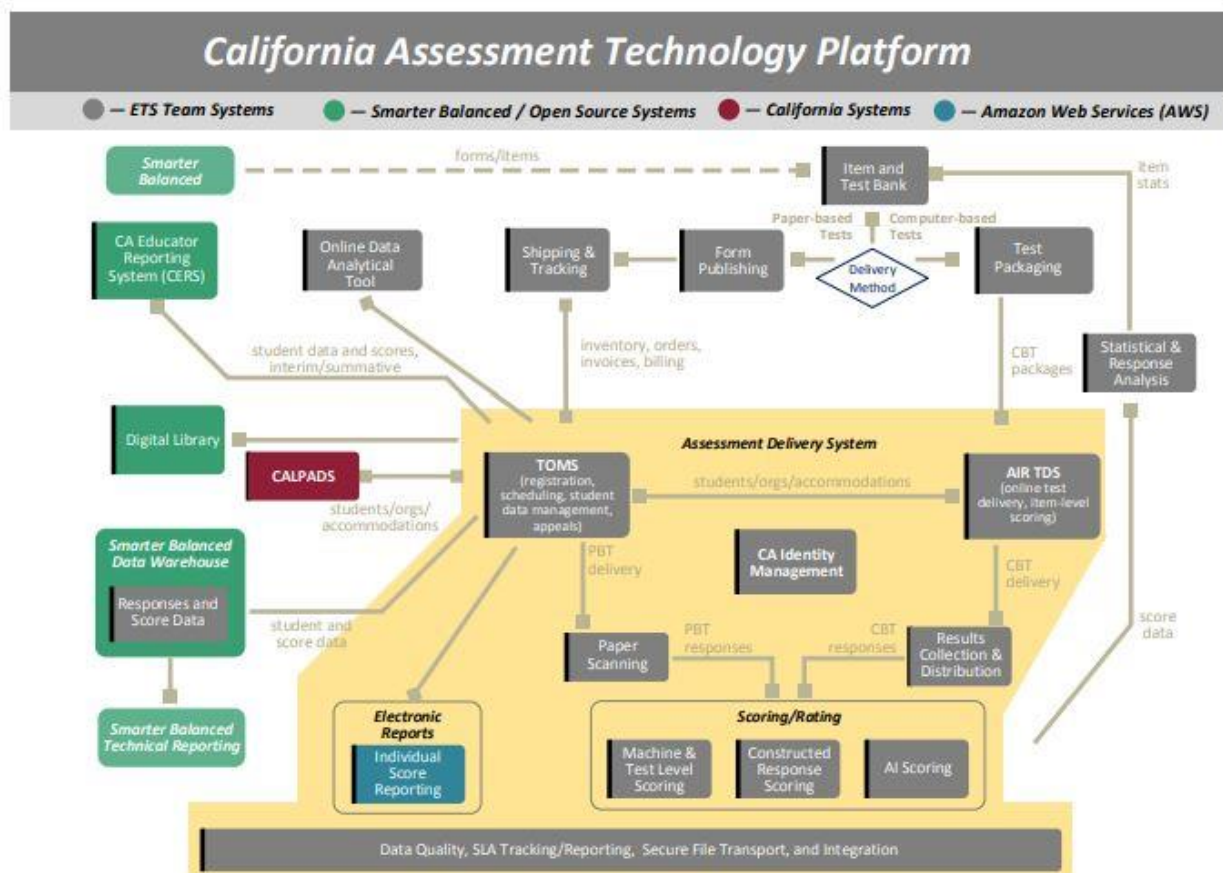 California Assessment Technology Platform
— ETS Team Systems
— Smarter Balanced / Open Source Systems
— California Systems
— Amazon Web Services (AWS)
Smarter
Balanced
forms/items
Item and
Test Bank
Item
stats
CA Educator
Reporting
System (CERS)
Online Data
Analytical
Tool
Shipping &
Tracking
Form
Publishing
Paper-based
Tests
Computer-based
Tests
Delivery
Method
Test
Packaging
student data and scores,
interim/summative
inventory, orders,
invoices, billing
CBT
packages
Statistical &
Response
Analysis
Digital Library
CALPADS
students/orgs/
accommodations
Assessment Delivery System
TOMS
(registration,
scheduling, student
data management,
appeals)
students/orgs/accommodations
AIR TDS
(online test
delivery, item-level
scoring)
Smarter Balanced
Data Warehouse
Responses and
Score Data
student and
score data
PBT
delivery
CA Identity
Management
CBT
delivery
score
data
Paper
Scanning
PBT
responses
CBT
responses
Results
Collection &
Distribution
Smarter Balanced
Technical Reporting
Electronic
Reports
Individual
Score
Reporting
Scoring/Rating
Machine &
Test Level
Scoring
Constructed
Response
Scoring
AI Scoring
Data Quality, SLA Tracking/Reporting, Secure File Transport, and Integration